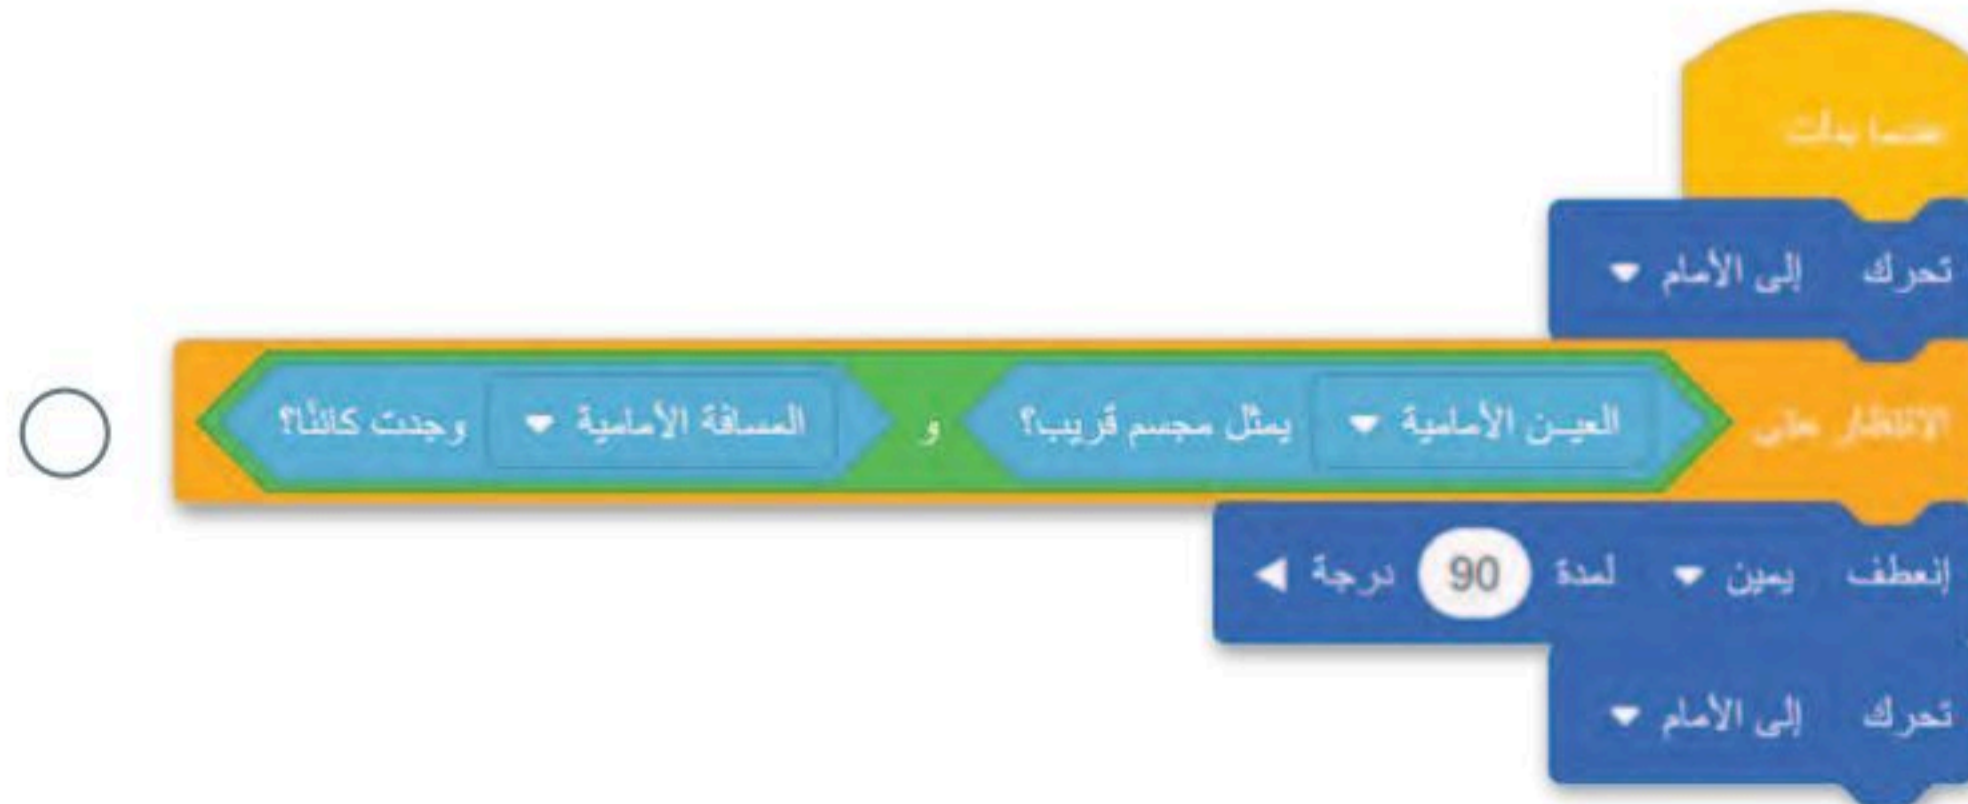 عندما بدأت
تحرك إلى الأمام
الانتظار حتى العين الأمامية يمثل مجسم قريب؟ و المسافة الأمامية وجدت كائنًا؟
إنعطف يمين لمدة 90 درجة
تحرك إلى الأمام